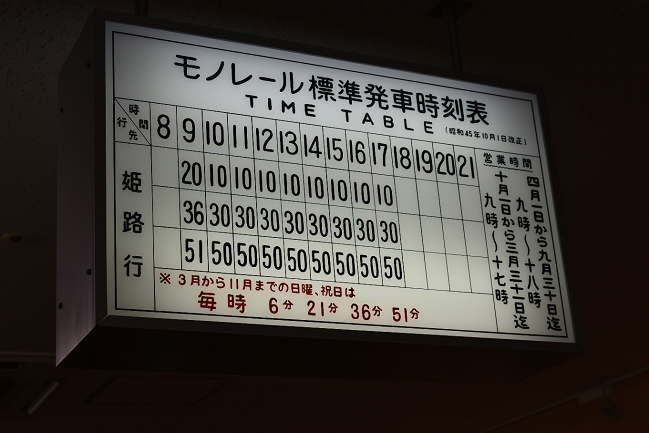 モノレール標準発車時刻表
TIME TABLE (昭和45年10月1日改正)
時間 行先 8 9 10 11 12 13 14 15 16 17 18 19 20 21
姫路行
20 10 10 10 10 10 10 10 10
36 30 30 30 30 30 30 30 30
51 50 50 50 50 50 50 50 50
※3月から11月までの日曜、祝日は
毎時 6分 21分 36分 51分
営業時間
四月一日から九月三十日迄
九時〜十八時
十月一日から三月三十一日迄
九時〜十七時